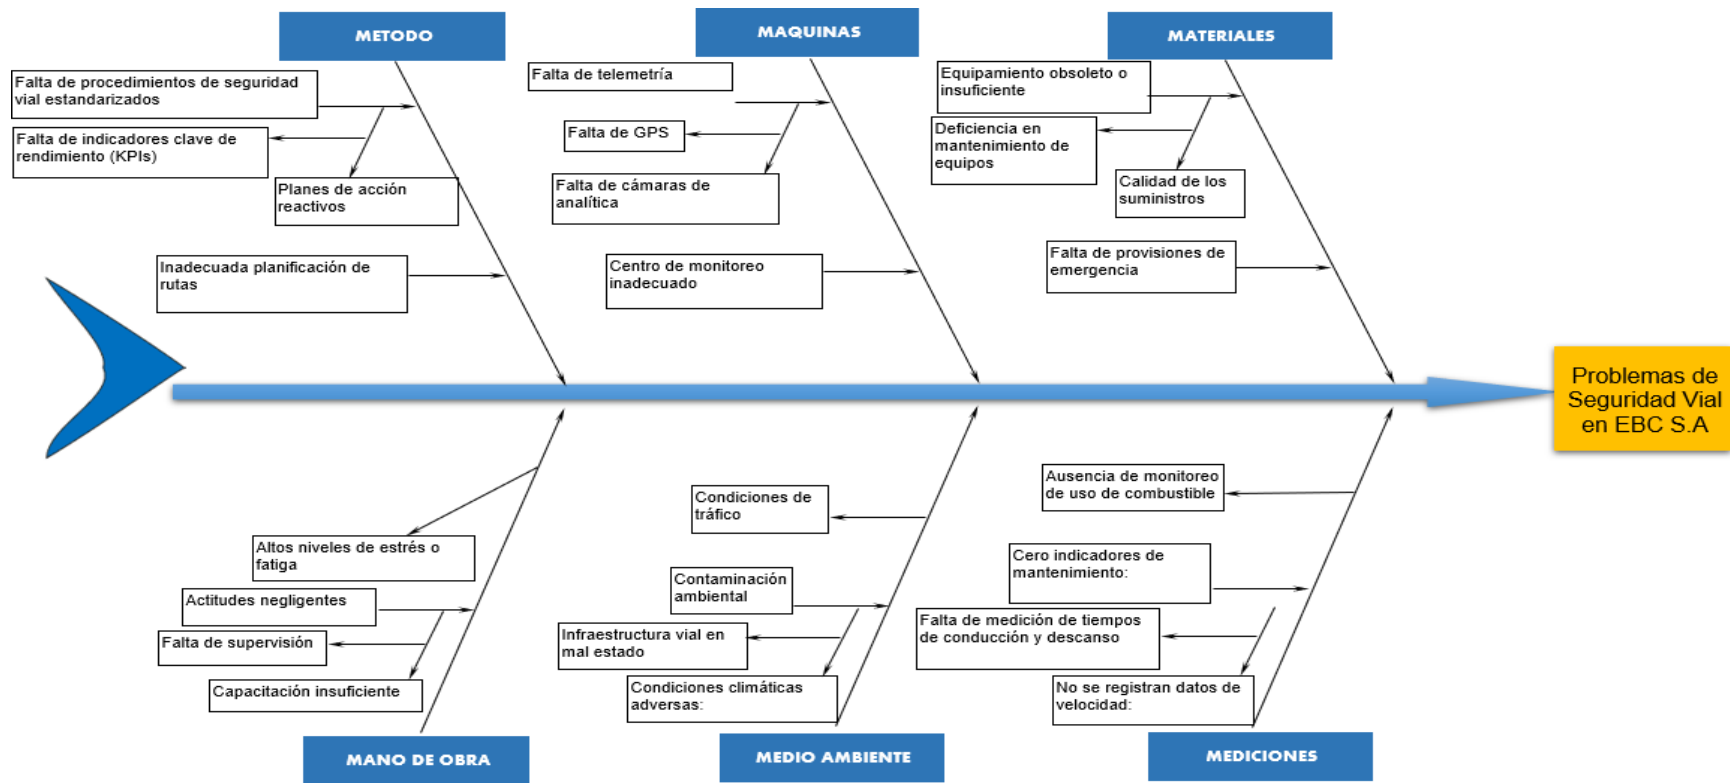 METODO
MAQUINAS
MATERIALES
Falta de procedimientos de seguridad
vial estandarizados
Falta de indicadores clave de
rendimiento (KPIs)
Planes de acción
reactivos
Inadecuada planificación de
rutas
Falta de telemetría
Falta de GPS
Falta de cámaras de
analítica
Centro de monitoreo
inadecuado
Equipamiento obsoleto o
insuficiente
Deficiencia en
mantenimiento de
equipos
Calidad de los
suministros
Falta de provisiones de
emergencia
Problemas de
Seguridad Vial
en EBC S.A
Altos niveles de estrés o
fatiga
Actitudes negligentes
Falta de supervisión
Capacitación insuficiente
Condiciones de
tráfico
Contaminación
ambiental
Infraestructura vial en
mal estado
Condiciones climáticas
adversas:
Ausencia de monitoreo
de uso de combustible
Cero indicadores de
mantenimiento:
Falta de medición de tiempos
de conducción y descanso
No se registran datos de
velocidad:
MANO DE OBRA
MEDIO AMBIENTE
MEDICIONES